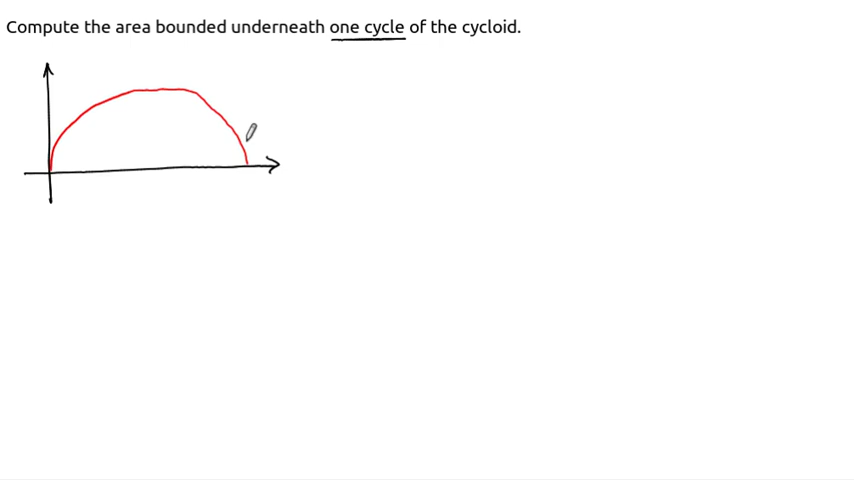 Compute the area bounded underneath one cycle of the cycloid.